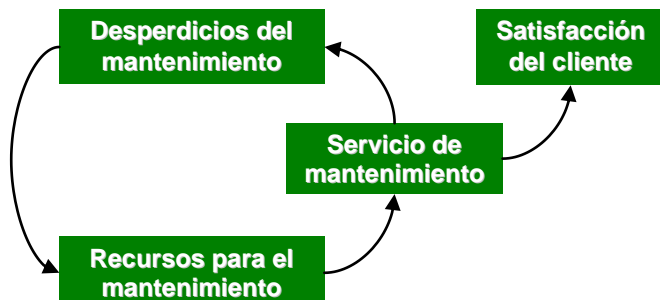 Desperdicios del
mantenimiento
Satisfacción
del cliente
Servicio de
mantenimiento
Recursos para el
mantenimiento